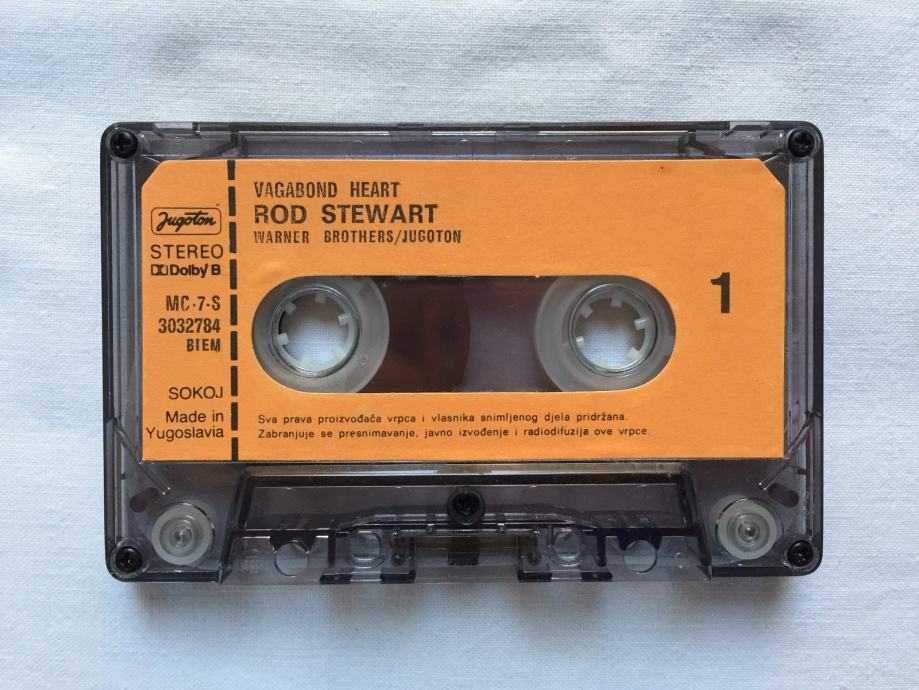 Jugoton
STEREO
Dolby B
MC-7-S
3032784
BIEM
SOKOJ
Made in
Yugoslavia
VAGABOND HEART
ROD STEWART
WARNER BROTHERS/JUGOTON
1
Sva prava proizvođača vrpca i vlasnika snimljenog djela pridržana.
Zabranjuje se presnimavanje, javno izvođenje i radiodifuzija ove vrpce.